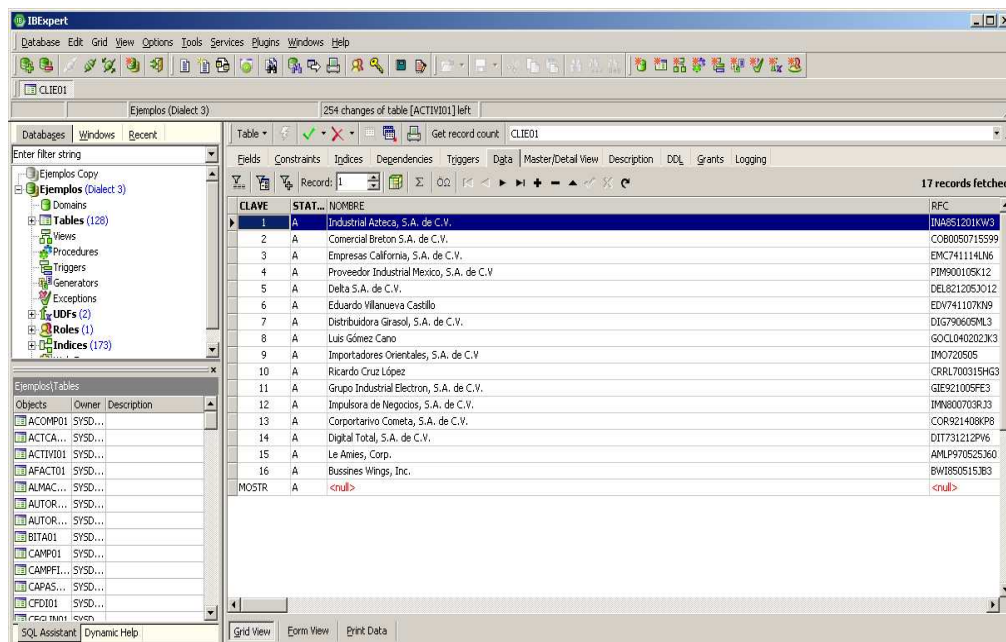 IBExpert
Database Edit Grid View Options Tools Services Plugins Windows Help
CLIE01
Ejemplos (Dialect 3) 254 changes of table [ACTIVI01] left
Databases Windows Recent
Enter filter string
Ejemplos Copy
Ejemplos (Dialect 3)
Domains
Tables (128)
Views
Procedures
Triggers
Generators
Exceptions
UDFs (2)
Roles (1)
Indices (173)
Ejemplos\Tables
Objects Owner Description
ACOMP01 SYSD...
ACTCA... SYSD...
ACTIVI01 SYSD...
AFACT01 SYSD...
ALMAC... SYSD...
AUTOR... SYSD...
AUTOR... SYSD...
BITA01 SYSD...
CAMP01 SYSD...
CAMPFI... SYSD...
CAPAS... SYSD...
CFDI01 SYSD...
SQL Assistant Dynamic Help
Table Get record count CLIE01
Fields Constraints Indices Dependencies Triggers Data Master/Detail View Description DDL Grants Logging
Record: 1 17 records fetched
CLAVE STAT... NOMBRE RFC
1 A Industrial Azteca, S.A. de C.V. INA851201KW3
2 A Comercial Breton S.A. de C.V. COB0050715599
3 A Empresas California, S.A. de C.V. EMC741114LN6
4 A Proveedor Industrial Mexico, S.A. de C.V PIM900105K12
5 A Delta S.A. de C.V. DEL821205JO12
6 A Eduardo Villanueva Castillo EDV741107KN9
7 A Distribuidora Girasol, S.A. de C.V. DIG790605ML3
8 A Luis Gómez Cano GOCL040202JK3
9 A Importadores Orientales, S.A. de C.V IMO720505
10 A Ricardo Cruz López CRRL700315HG3
11 A Grupo Industrial Electron, S.A. de C.V. GIE921005FE3
12 A Impulsora de Negocios, S.A. de C.V. IMN800703RJ3
13 A Corportarivo Cometa, S.A. de C.V. COR921408KP8
14 A Digital Total, S.A. de C.V. DIT731212PV6
15 A Le Amies, Corp. AMLP970525J60
16 A Bussines Wings, Inc. BWI850515JB3
MOSTR A <null> <null>
Grid View Form View Print Data